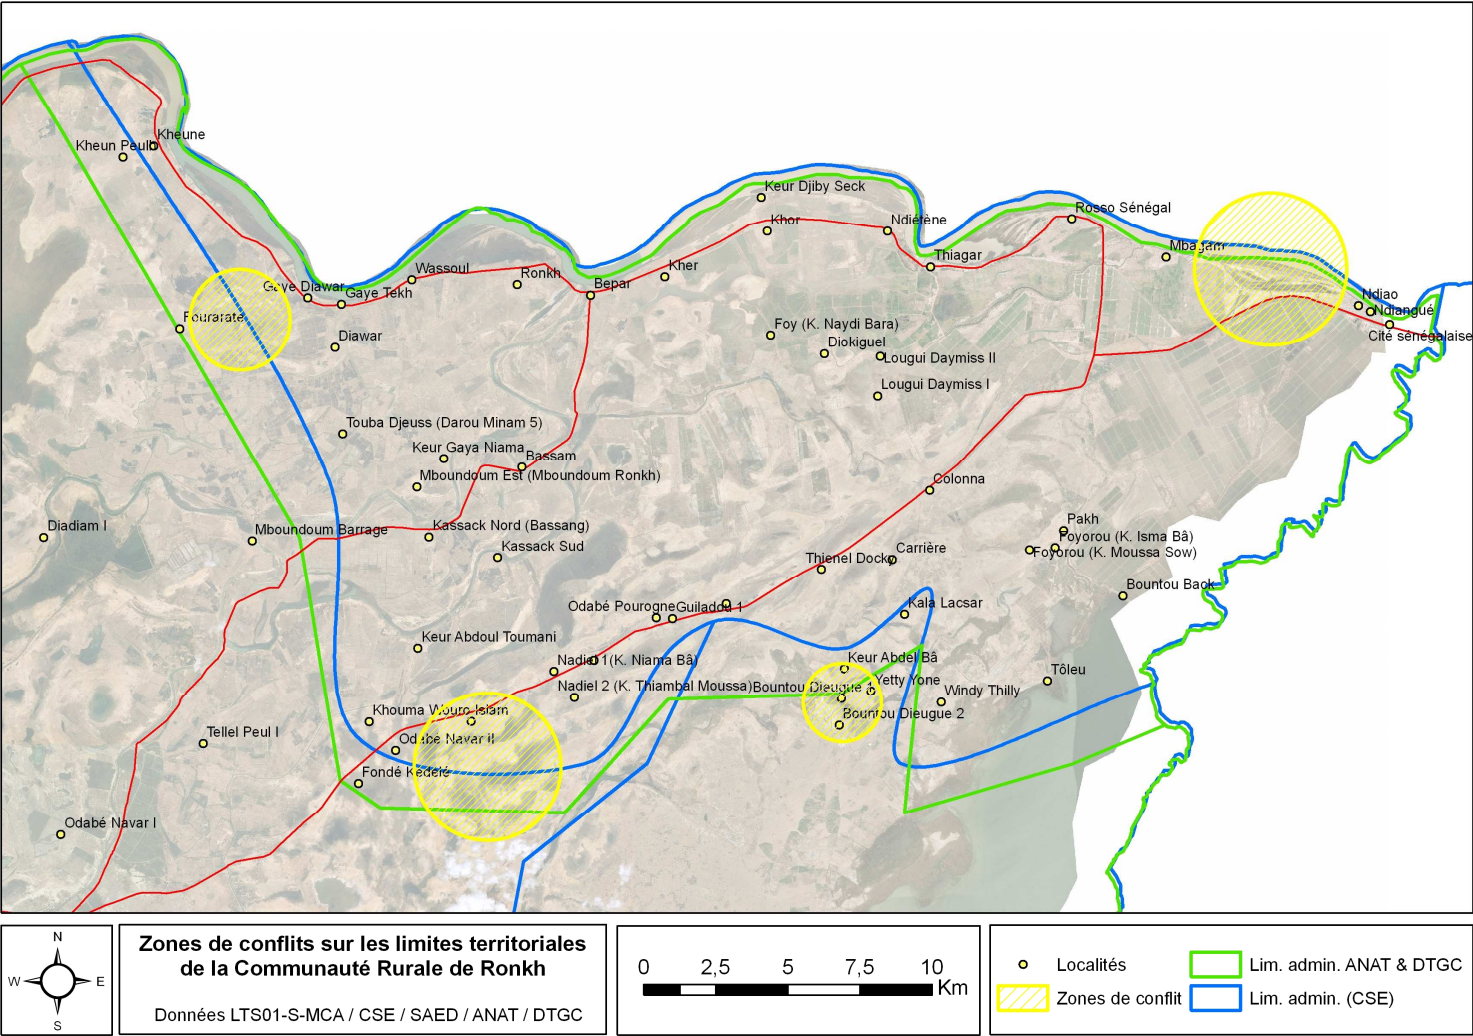 Kheune
Kheun Peulh
Keur Djiby Seck
Rosso Sénégal
Khor
Ndiétène
Mbagam
Thiagar
Wassoul
Ronkh
Kher
Gaye Diawar
Gaye Tekh
Bepar
Ndiao
Ndiangué
Fourarate
Diawar
Foy (K. Naydi Bara)
Diokiguel
Cité sénégalaise
Lougui Daymiss II
Lougui Daymiss I
Touba Djeuss (Darou Minam 5)
Keur Gaya Niama
Bassam
Mboundoum Est (Mboundoum Ronkh)
Colonna
Diadiam I
Mboundoum Barrage
Kassack Nord (Bassang)
Pakh
Foyorou (K. Isma Bâ)
Kassack Sud
Thienel Docky
Carrière
Foyorou (K. Moussa Sow)
Bountou Back
Odabé Pourogne
Guiladou 1
Kala Lacsar
Keur Abdoul Toumani
Nadiel 1(K. Niama Bâ)
Keur Abdel Bâ
Tôleu
Nadiel 2 (K. Thiambal Moussa)
Bountou Dieugue
Yetty Yone
Windy Thilly
Khouma Wouro Islam
Bountou Dieugue 2
Tellel Peul I
Odabe Navar II
Fondé Kedelé
Odabé Navar I
N
W
E
S
Zones de conflits sur les limites territoriales
de la Communauté Rurale de Ronkh
Données LTS01-S-MCA / CSE / SAED / ANAT / DTGC
0 2,5 5 7,5 10
Km
Localités
Zones de conflit
Lim. admin. ANAT & DTGC
Lim. admin. (CSE)